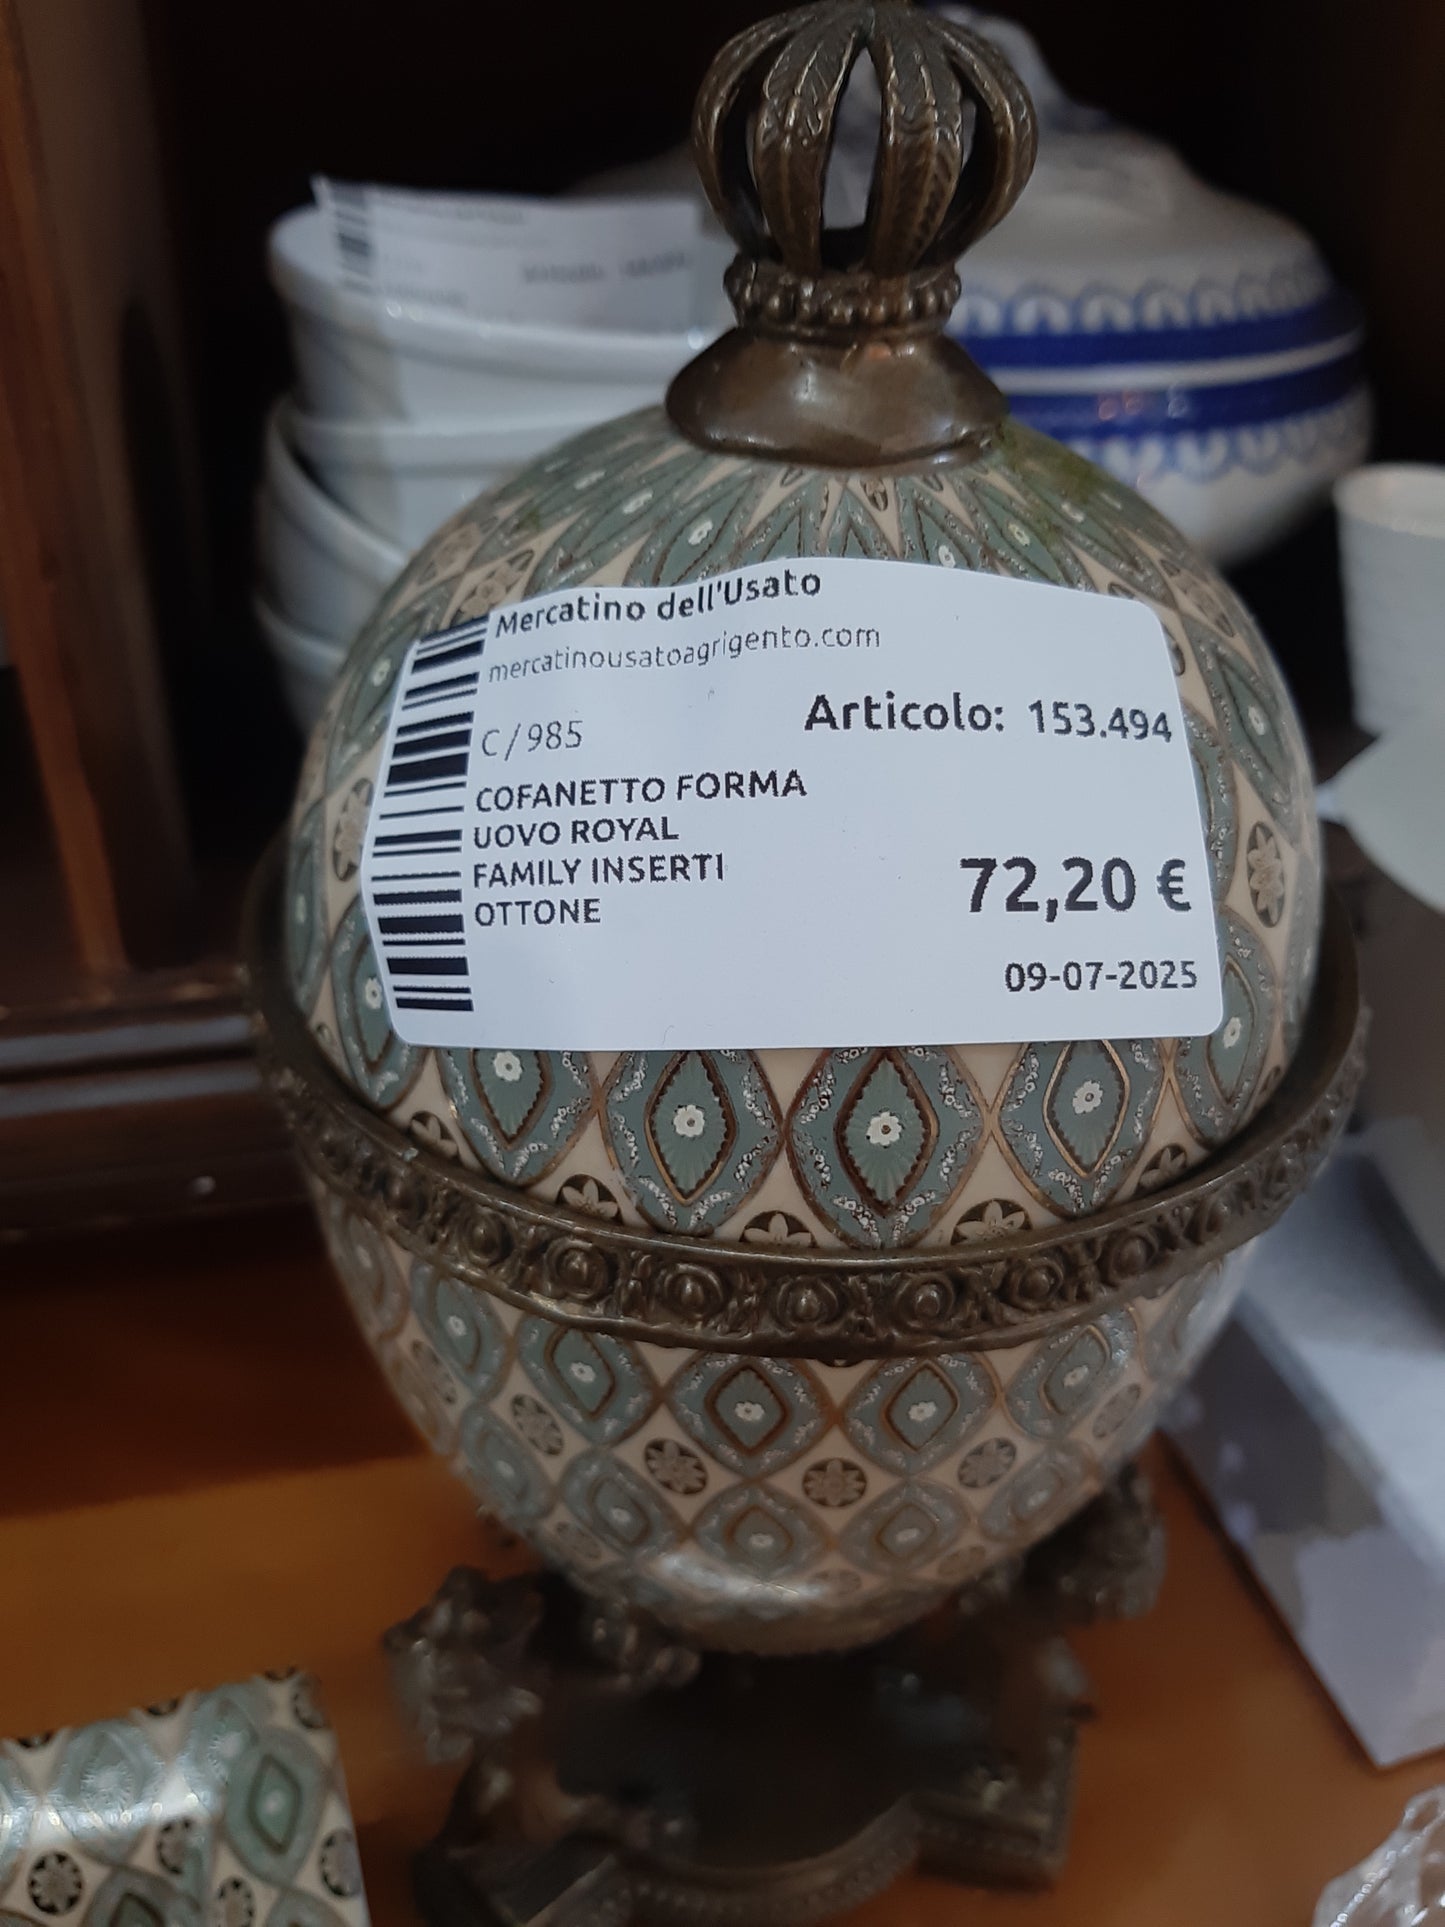 Mercatino dell'Usato
mercatinousatoagrigento.com
C/985
Articolo: 153.494
COFANETTO FORMA
UOVO ROYAL
FAMILY INSERTI
OTTONE
72,20 €
09-07-2025